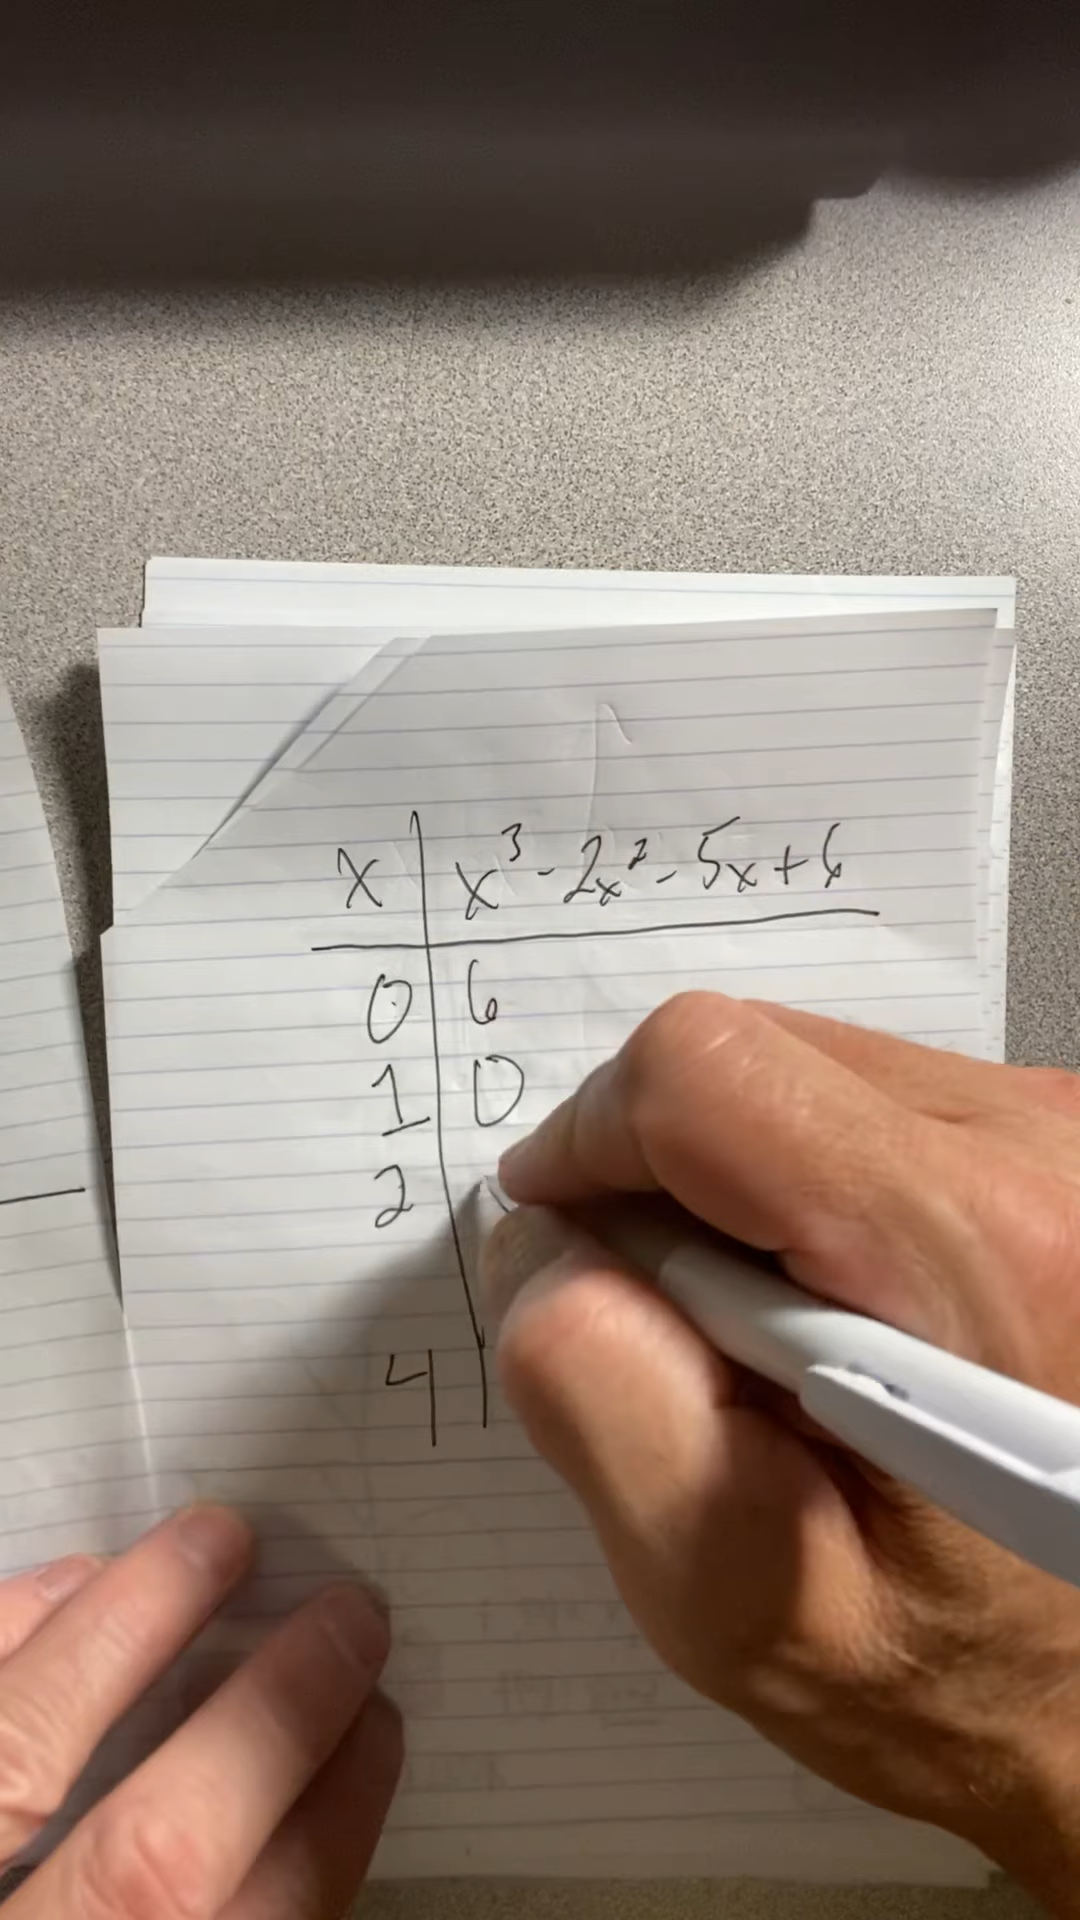 x | x³ - 2x² - 5x + 6
0 | 6
1 | 0
2 |
4 |